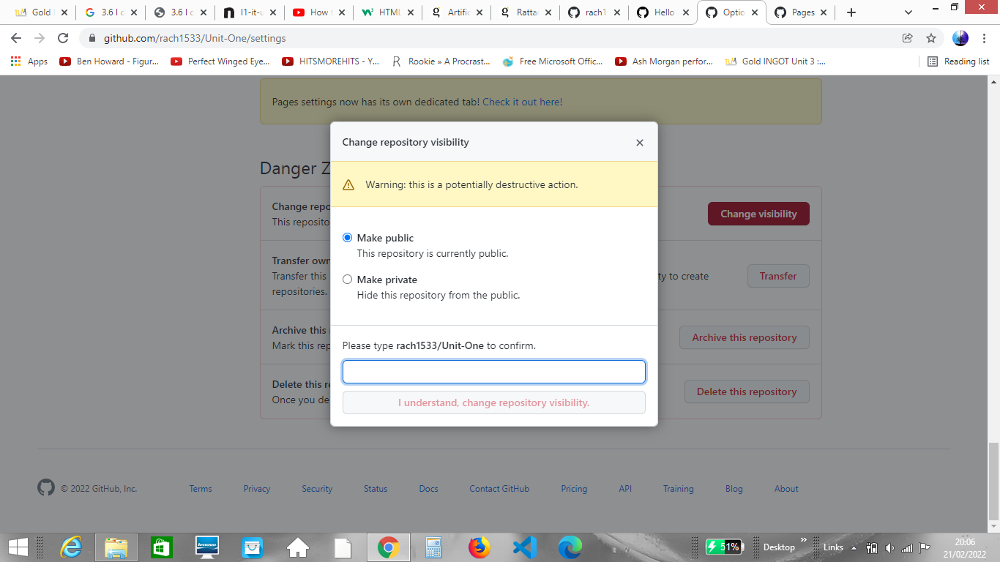 Gold I
3.6 I c
3.6 I c
l1-it-u
How t
HTML
Artific
Ratta
rach1
Hello
Optio
Pages
github.com/rach1533/Unit-One/settings
Apps
Ben Howard - Figur...
Perfect Winged Eye...
HITSMOREHITS - Y...
Rookie » A Procrast...
Free Microsoft Offic...
Ash Morgan perfor...
Gold INGOT Unit 3 :...
Reading list
Pages settings now has its own dedicated tab! Check it out here!
Danger Z
Change repository visibility
Warning: this is a potentially destructive action.
Change repo
This reposito
Change visibility
Make public
This repository is currently public.
Transfer own
Transfer this
repositories.
ty to create
Transfer
Make private
Hide this repository from the public.
Archive this
Mark this rep
Archive this repository
Please type rach1533/Unit-One to confirm.
Delete this r
Once you de
Delete this repository
I understand, change repository visibility.
© 2022 GitHub, Inc.
Terms
Privacy
Security
Status
Docs
Contact GitHub
Pricing
API
Training
Blog
About
lenovo
51%
Desktop
Links
20:06
21/02/2022